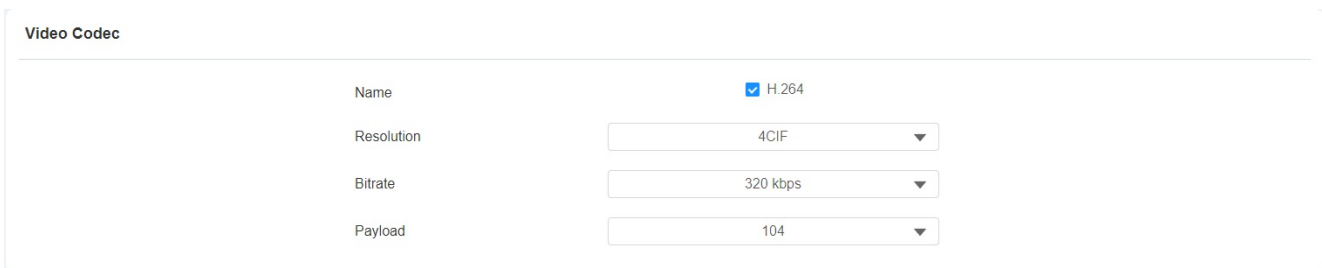 Video Codec
Name H.264
Resolution 4CIF
Bitrate 320 kbps
Payload 104